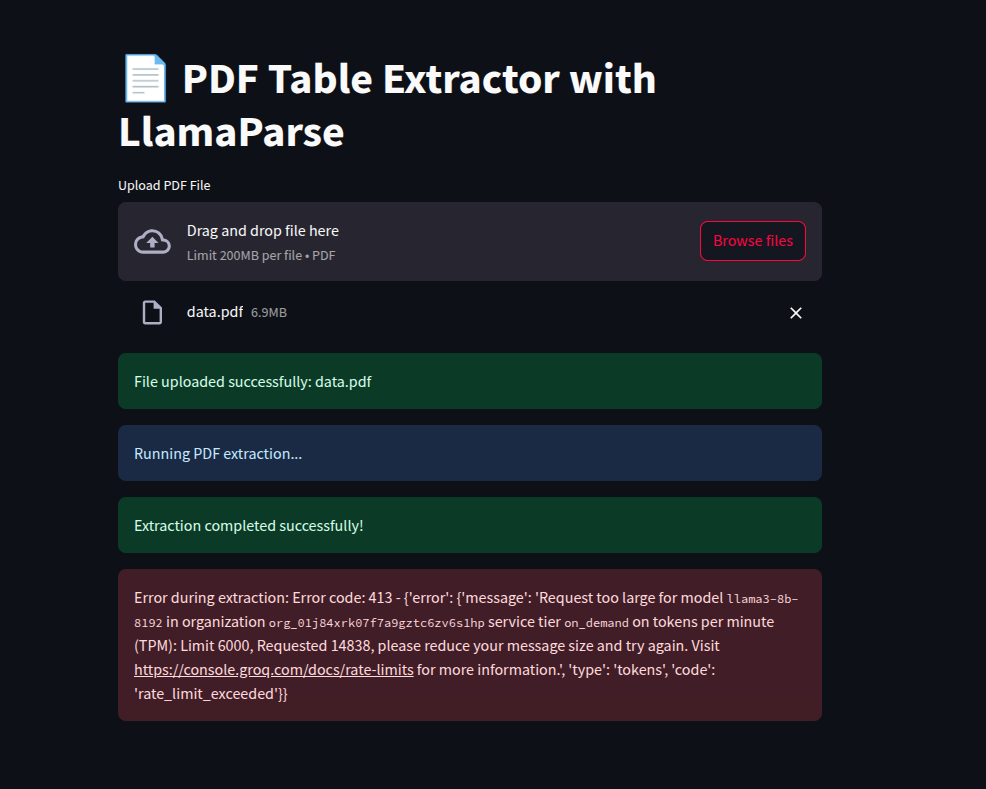 📄 PDF Table Extractor with
LlamaParse
Upload PDF File
Drag and drop file here
Limit 200MB per file • PDF
Browse files
data.pdf 6.9MB
File uploaded successfully: data.pdf
Running PDF extraction...
Extraction completed successfully!
Error during extraction: Error code: 413 - {'error': {'message': 'Request too large for model llama3-8b-
8192 in organization org_01j84xrk07f7a9gztc6zv6s1hp service tier on_demand on tokens per minute
(TPM): Limit 6000, Requested 14838, please reduce your message size and try again. Visit
https://console.groq.com/docs/rate-limits for more information.', 'type': 'tokens', 'code':
'rate_limit_exceeded'}}